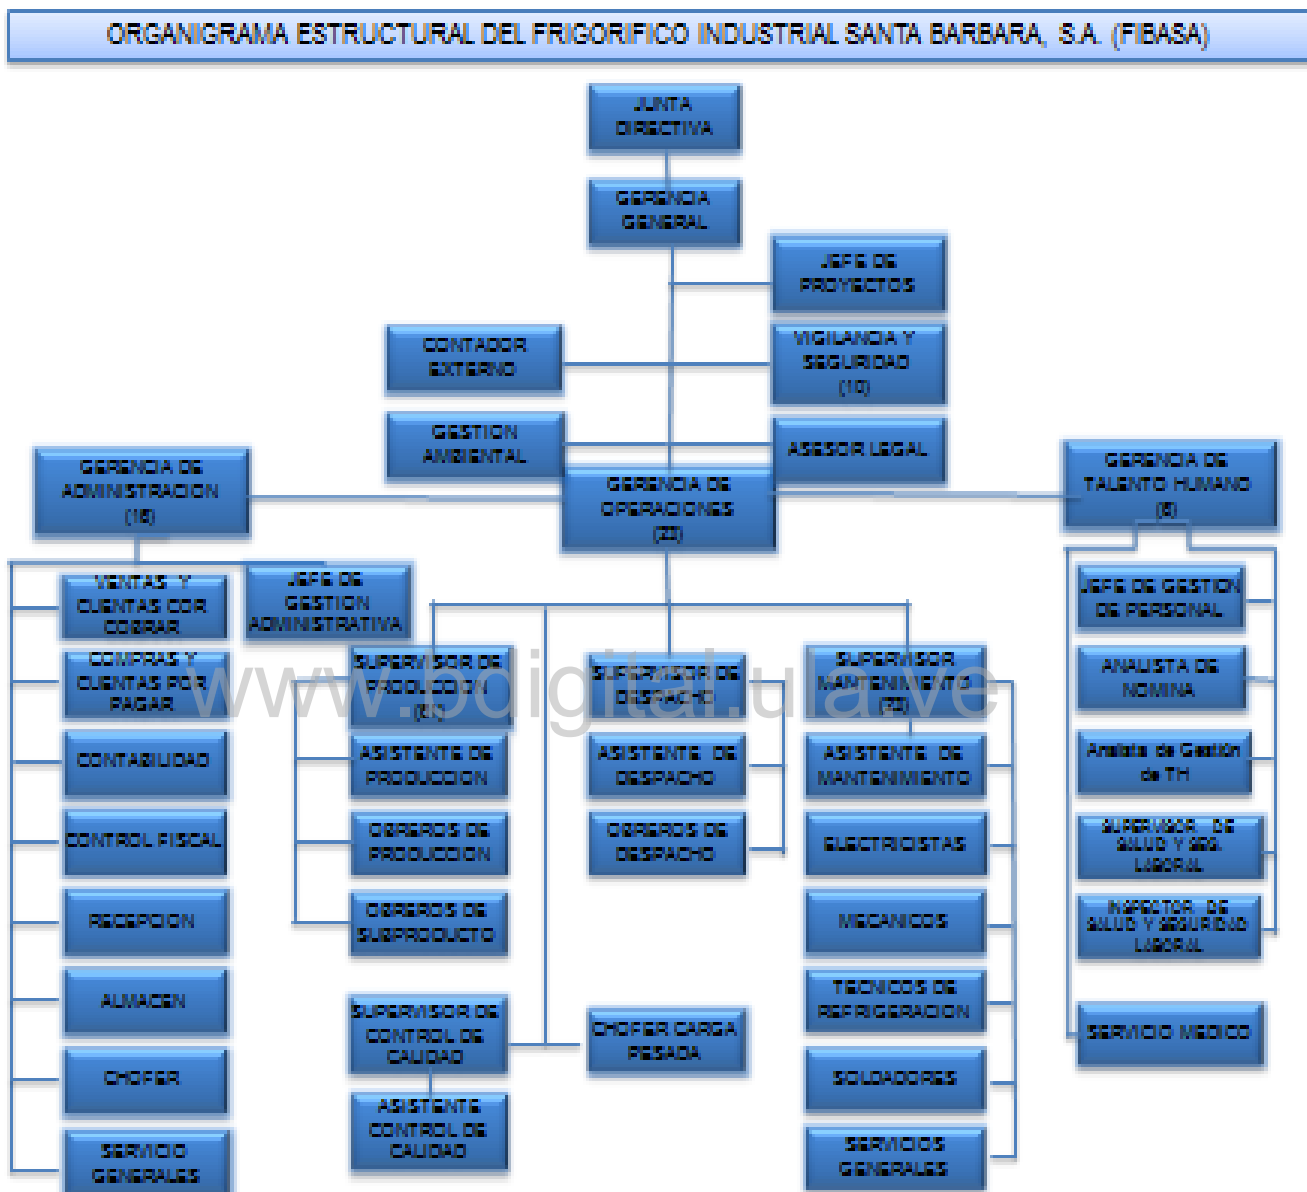 ORGANIGRAMA ESTRUCTURAL DEL FRIGORIFICO INDUSTRIAL SANTA BARBARA, S.A. (FIBASA)
JUNTA
DIRECTIVA
GERENCIA
GENERAL
JEFE DE
PROYECTOS
CONTADOR
EXTERNO
VIGILANCIA Y
SEGURIDAD
(10)
GESTION
AMBIENTAL
ASESOR LEGAL
GERENCIA DE
ADMINISTRACION
GERENCIA DE
OPERACIONES
GERENCIA DE
TALENTO HUMANO
VENTAS Y
CUENTAS COR
COBRAR
COMPRAS Y
CUENTAS POR
PAGAR
CONTABILIDAD
CONTROL FISCAL
RECEPCION
ALMACEN
CHOFER
SERVICIO
GENERALES
JEFE DE
GESTION
ADMINISTRATIVA
SUPERVISOR DE
PRODUCCION
ASISTENTE DE
PRODUCCION
OBREROS DE
PRODUCCION
OBREROS DE
SUBPRODUCTO
SUPERVISOR DE
CONTROL DE
CALIDAD
ASISTENTE
CONTROL DE
CALIDAD
SUPERVISOR DE
DESPACHO
ASISTENTE DE
DESPACHO
OBREROS DE
DESPACHO
CHOFER CARGA
PESADA
SUPERVISOR
MANTENIMIENTO
ASISTENTE DE
MANTENIMIENTO
ELECTRICISTAS
MECANICOS
TECNICOS DE
REFRIGERACION
SOLDADORES
SERVICIOS
GENERALES
JEFE DE GESTION
DE PERSONAL
ANALISTA DE
NOMINA
Analista de Gestión
de TH
SUPERVISOR DE
SALUD Y SEG.
LABORAL
INSPECTOR DE
SALUD Y SEGURIDAD
LABORAL
SERVICIO MEDICO
www.bdigital.ula.ve